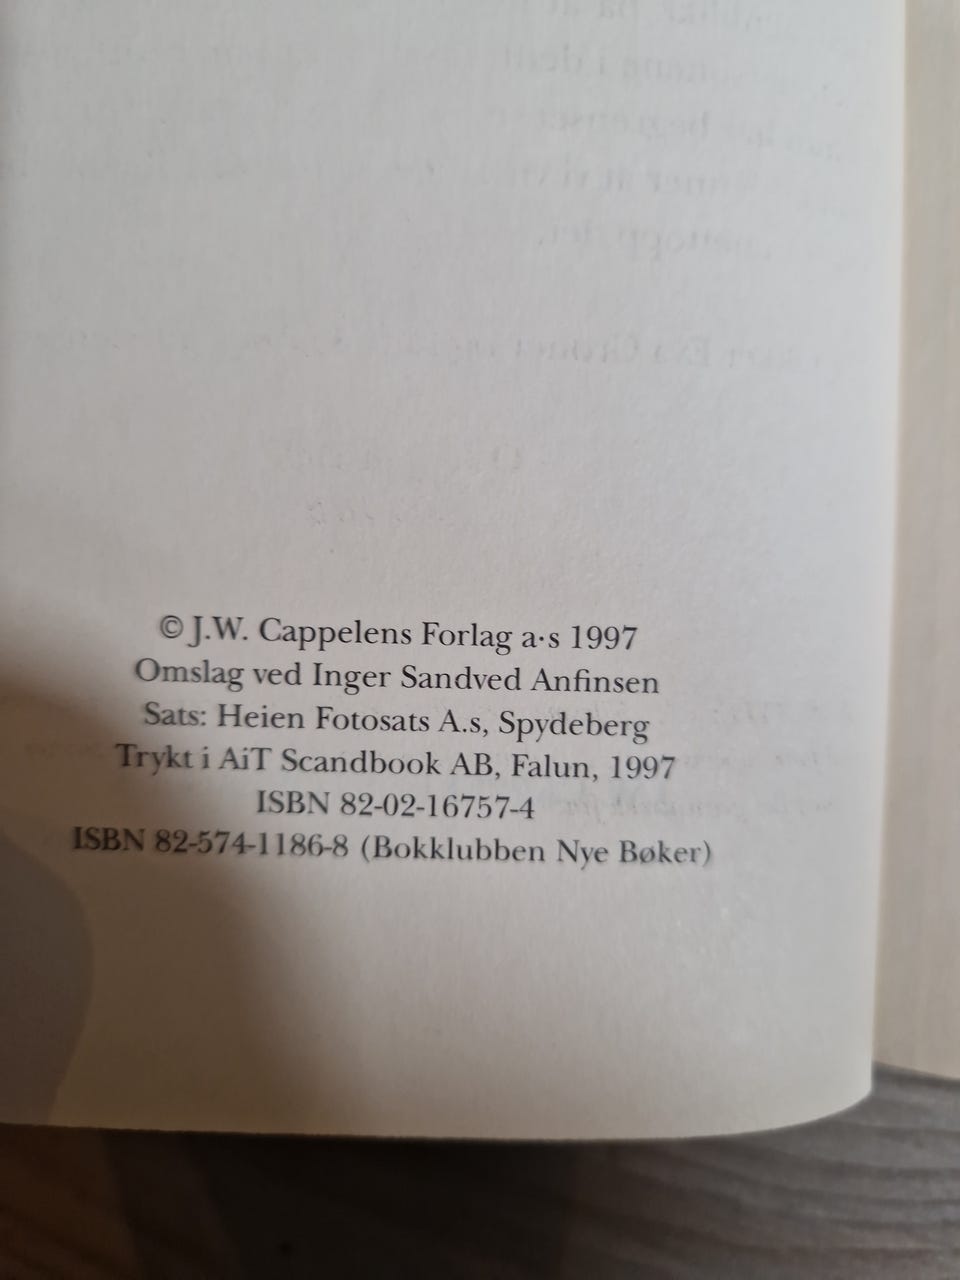 © J.W. Cappelens Forlag a·s 1997
Omslag ved Inger Sandved Anfinsen
Sats: Heien Fotosats A.s, Spydeberg
Trykt i AiT Scandbook AB, Falun, 1997
ISBN 82-02-16757-4
ISBN 82-574-1186-8 (Bokklubben Nye Bøker)